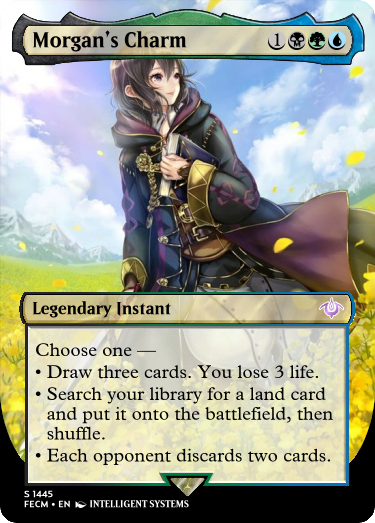 Morgan's Charm 1
Legendary Instant
Choose one —
• Draw three cards. You lose 3 life.
• Search your library for a land card
and put it onto the battlefield, then
shuffle.
• Each opponent discards two cards.
S 1445
FECM • EN INTELLIGENT SYSTEMS